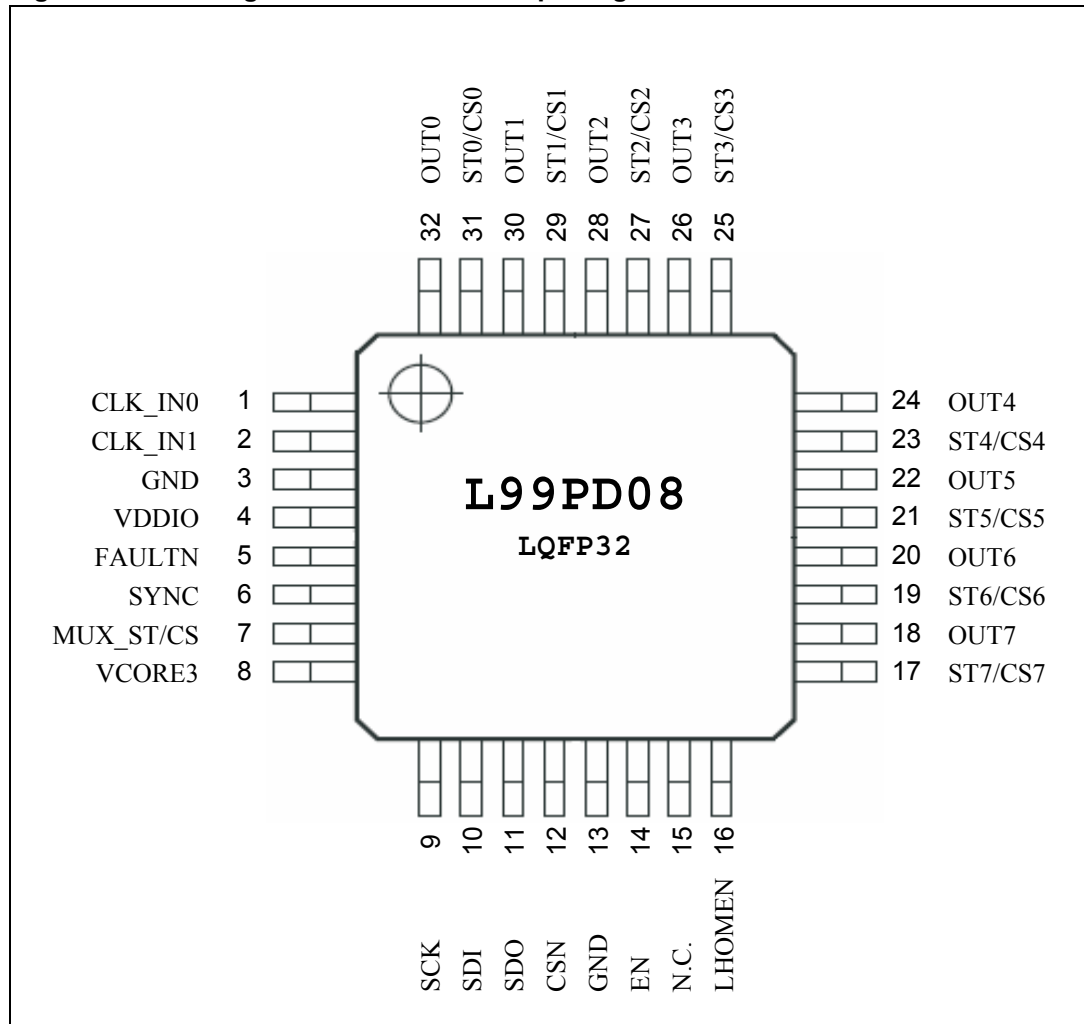 OUT0
ST0/CS0
OUT1
ST1/CS1
OUT2
ST2/CS2
OUT3
ST3/CS3
32
31
30
29
28
27
26
25
CLK_IN0 1
CLK_IN1 2
GND 3
VDDIO 4
FAULTN 5
SYNC 6
MUX_ST/CS 7
VCORE3 8
L99PD08
LQFP32
24 OUT4
23 ST4/CS4
22 OUT5
21 ST5/CS5
20 OUT6
19 ST6/CS6
18 OUT7
17 ST7/CS7
9
10
11
12
13
14
15
16
SCK
SDI
SDO
CSN
GND
EN
N.C.
LHOMEN